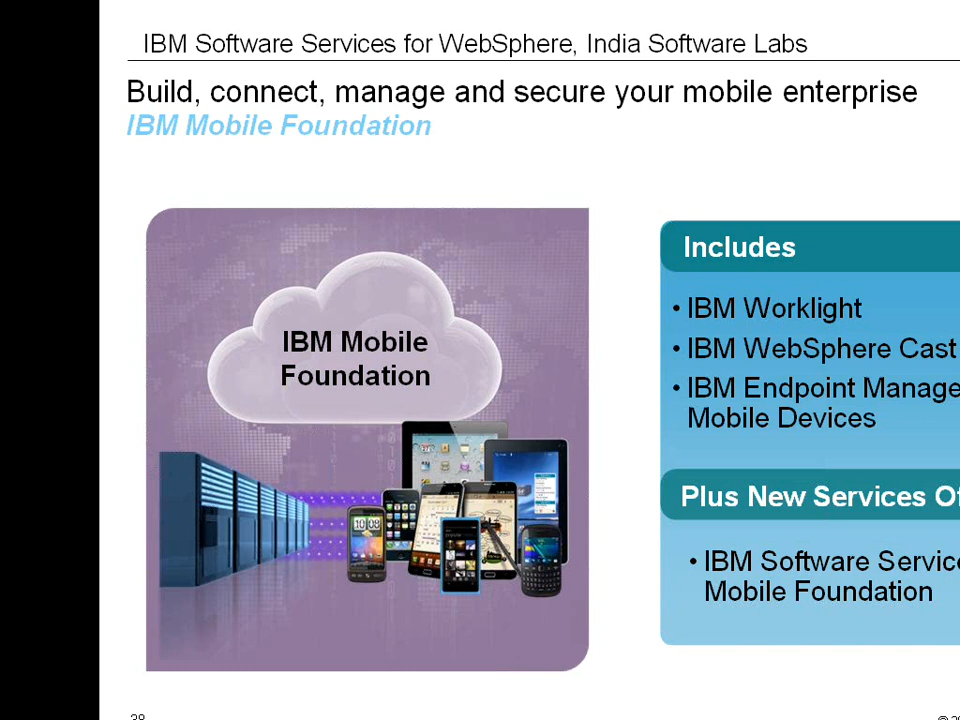 IBM Software Services for WebSphere, India Software Labs
Build, connect, manage and secure your mobile enterprise
IBM Mobile Foundation
IBM Mobile
Foundation
Includes
• IBM Worklight
• IBM WebSphere Cast
• IBM Endpoint Manage
Mobile Devices
Plus New Services Of
• IBM Software Service
Mobile Foundation
38